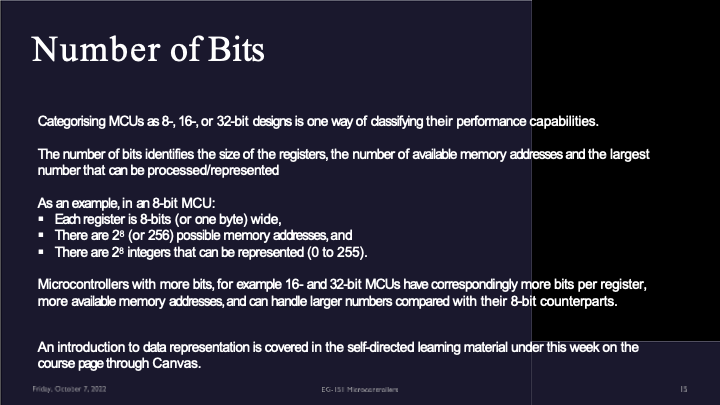 Number of Bits
Categorising MCUs as 8-, 16-, or 32-bit designs is one way of classifying their performance capabilities.
The number of bits identifies the size of the registers, the number of available memory addresses and the largest
number that can be processed/represented
As an example, in an 8-bit MCU:
▪ Each register is 8-bits (or one byte) wide,
▪ There are 2⁸ (or 256) possible memory addresses, and
▪ There are 2⁸ integers that can be represented (0 to 255).
Microcontrollers with more bits, for example 16- and 32-bit MCUs have correspondingly more bits per register,
more available memory addresses, and can handle larger numbers compared with their 8-bit counterparts.
An introduction to data representation is covered in the self-directed learning material under this week on the
course page through Canvas.
Friday, October 7, 2022
EG-151 Microcontrollers
15